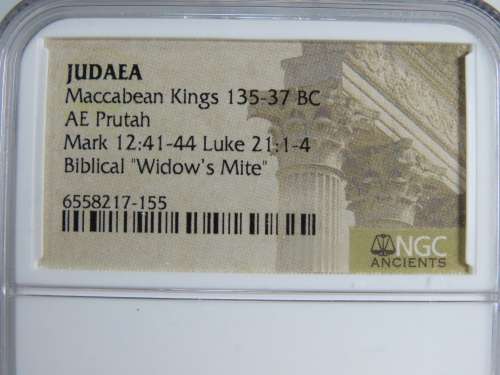 JUDAEA
Maccabean Kings 135-37 BC
AE Prutah
Mark 12:41-44 Luke 21:1-4
Biblical "Widow's Mite"
6558217-155
NGC
ANCIENTS